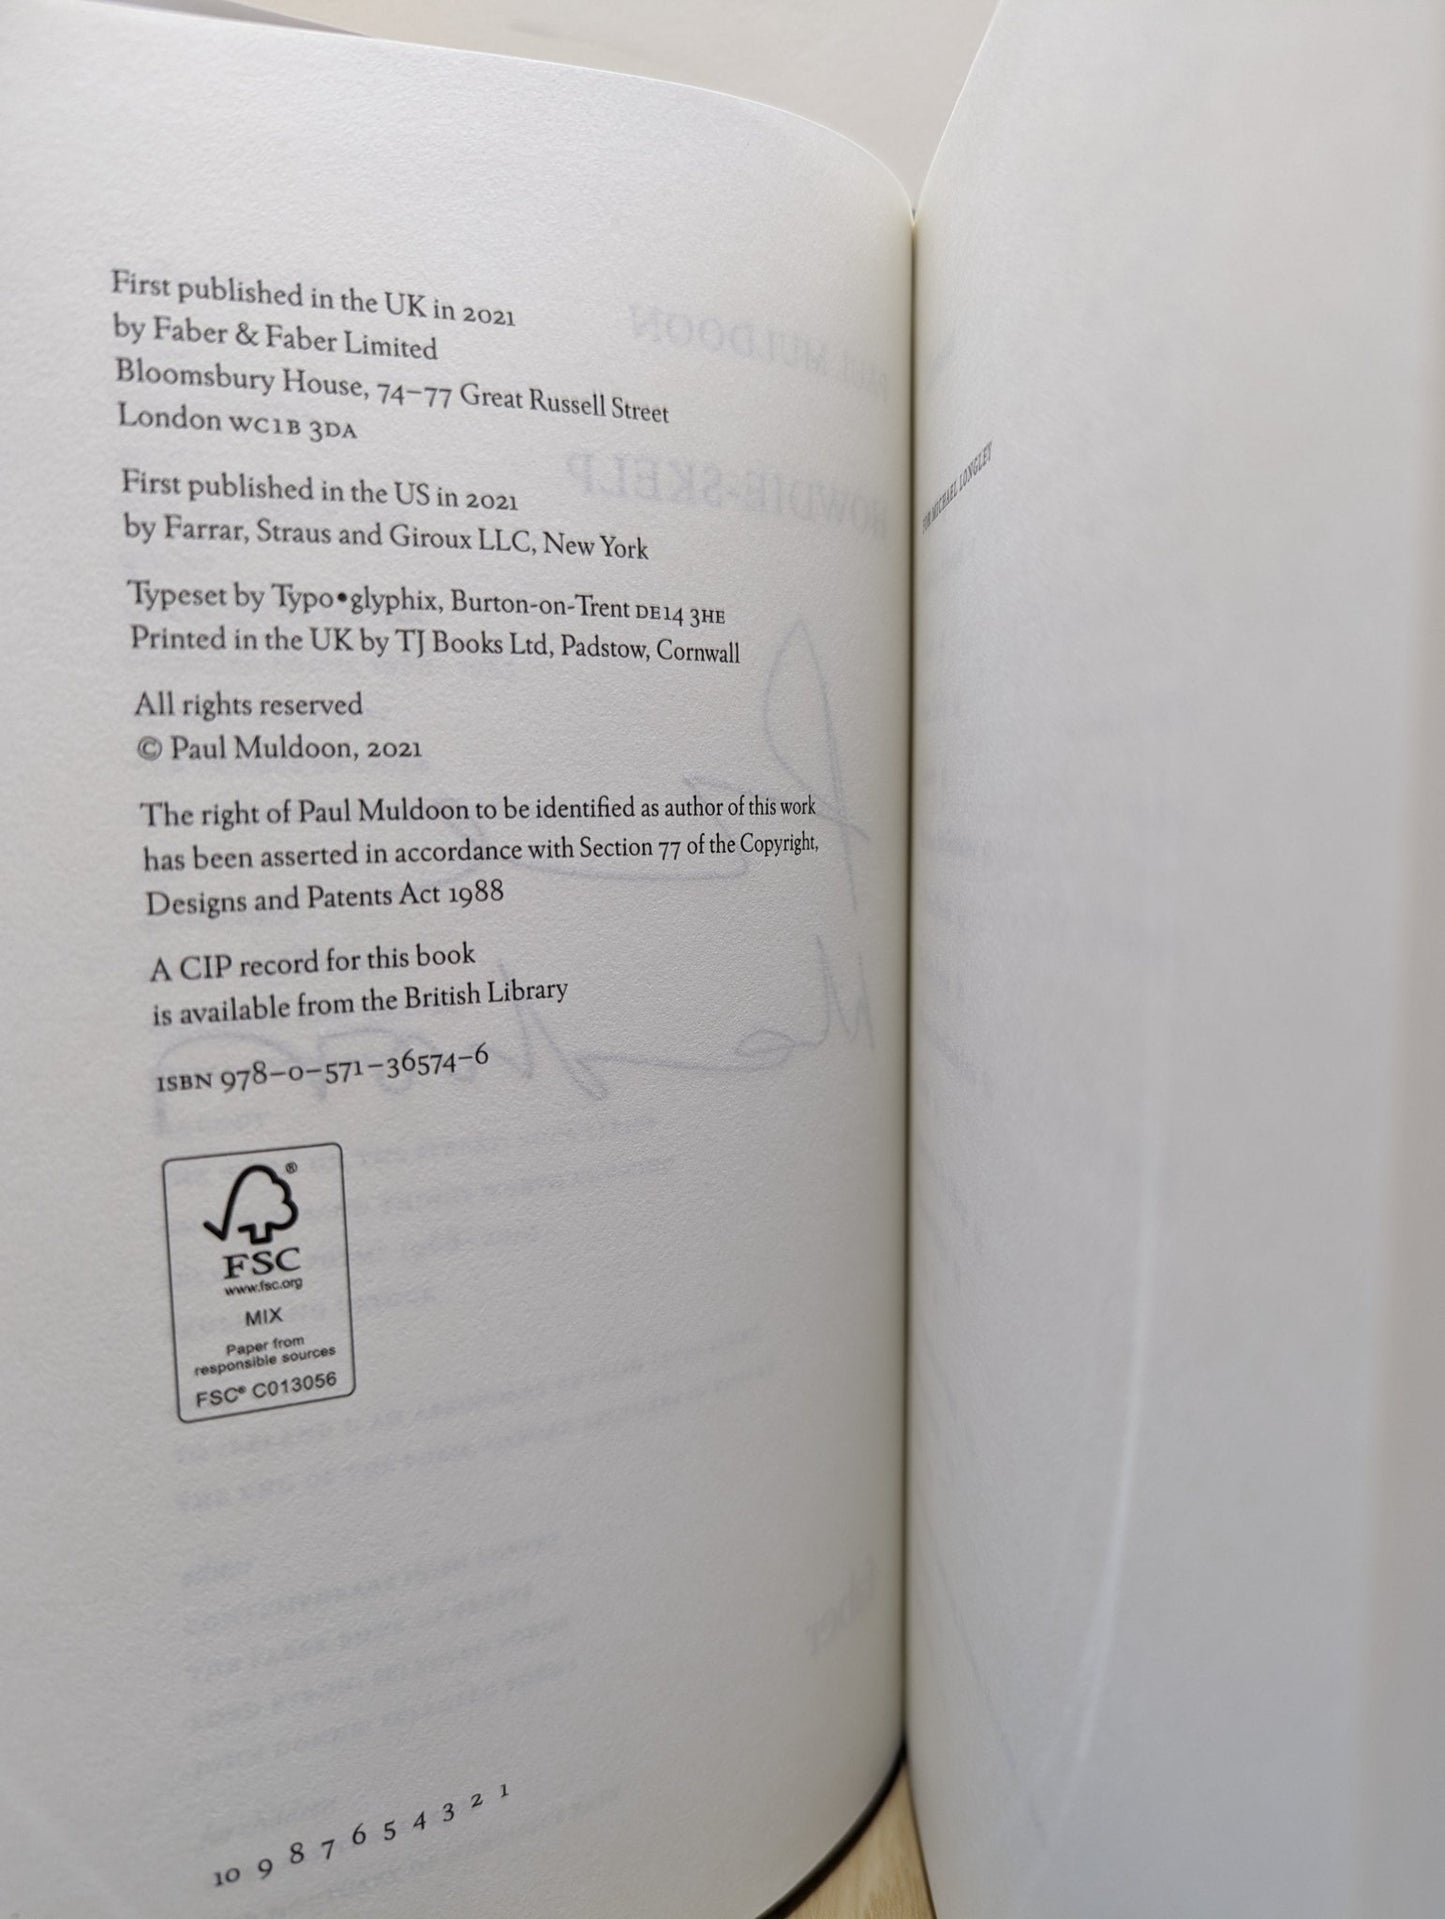 First published in the UK in 2021
by Faber & Faber Limited
Bloomsbury House, 74–77 Great Russell Street
London WC1B 3DA
First published in the US in 2021
by Farrar, Straus and Giroux LLC, New York
Typeset by Typo•glyphix, Burton-on-Trent DE14 3HE
Printed in the UK by TJ Books Ltd, Padstow, Cornwall
All rights reserved
© Paul Muldoon, 2021
The right of Paul Muldoon to be identified as author of this work
has been asserted in accordance with Section 77 of the Copyright,
Designs and Patents Act 1988
A CIP record for this book
is available from the British Library
ISBN 978–0–571–36574–6
®
FSC
www.fsc.org
MIX
Paper from
responsible sources
FSC® C013056
10 9 8 7 6 5 4 3 2 1
FOR MICHAEL LONGLEY
MULDOON
HOWDIE-SKELP